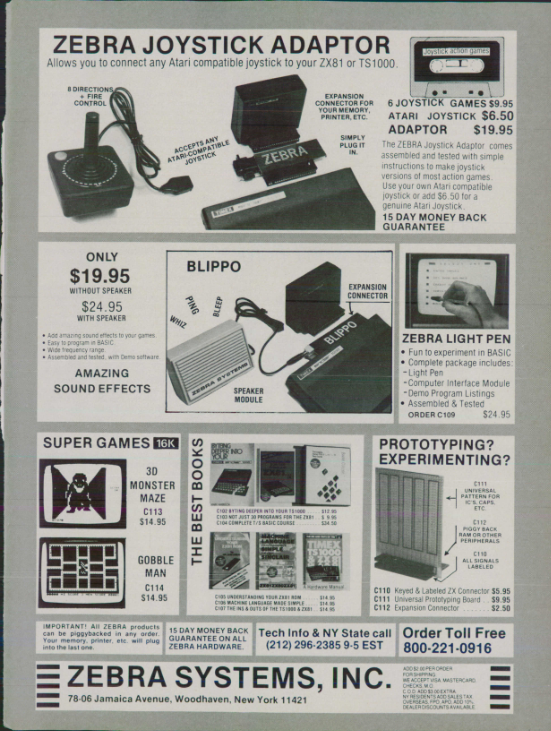 ZEBRA JOYSTICK ADAPTOR
Allows you to connect any Atari compatible joystick to your ZX81 or TS1000.
8 DIRECTIONS
+ FIRE
CONTROL
ACCEPTS ANY
ATARI-COMPATIBLE
JOYSTICK
EXPANSION
CONNECTOR FOR
YOUR MEMORY,
PRINTER, ETC.
SIMPLY
PLUG IT
IN.
ZEBRA
Joystick action games
6 JOYSTICK GAMES $9.95
ATARI JOYSTICK $6.50
ADAPTOR $19.95
The ZEBRA Joystick Adaptor comes
assembled and tested with simple
instructions to make joystick
versions of most action games.
Use your own Atari compatible
joystick or add $6.50 for a
genuine Atari Joystick.
15 DAY MONEY BACK
GUARANTEE
ONLY
$19.95
WITHOUT SPEAKER
$24.95
WITH SPEAKER
• Add amazing sound effects to your games.
• Easy to program in BASIC
• Wide frequency range.
• Assembled and tested, with Demo software.
AMAZING
SOUND EFFECTS
BLIPPO
WHIZ
PING
BLEEP
EXPANSION
CONNECTOR
BLIPPO
ZEBRA SYSTEMS
SPEAKER
MODULE
ZEBRA LIGHT PEN
• Fun to experiment in BASIC
• Complete package includes:
-Light Pen
-Computer Interface Module
-Demo Program Listings
• Assembled & Tested
ORDER C109 $24.95
SUPER GAMES 16K
3D
MONSTER
MAZE
C113
$14.95
GOBBLE
MAN
C114
$14.95
THE BEST BOOKS
C102 BYTING DEEPER INTO YOUR TS1000 $12.95
C103 NOT JUST 30 PROGRAMS FOR THE ZX81 $ 9.95
C104 COMPLETE T/S BASIC COURSE $24.50
C105 UNDERSTANDING YOUR ZX81 ROM $14.95
C106 MACHINE LANGUAGE MADE SIMPLE $14.95
C107 THE INS & OUTS OF THE TS1000 & ZX81 $14.95
PROTOTYPING?
EXPERIMENTING?
C111
UNIVERSAL
PATTERN FOR
IC'S, CAPS,
ETC.
C112
PIGGY BACK
RAM OR OTHER
PERIPHERALS
C110
ALL SIGNALS
LABELED
C110 Keyed & Labeled ZX Connector $5.95
C111 Universal Prototyping Board $9.95
C112 Expansion Connector $2.50
IMPORTANT! All ZEBRA products
can be piggybacked in any order.
Your memory, printer, etc. will plug
into the last one.
15 DAY MONEY BACK
GUARANTEE ON ALL
ZEBRA HARDWARE.
Tech Info & NY State call
(212) 296-2385 9-5 EST
Order Toll Free
800-221-0916
ZEBRA SYSTEMS, INC.
78-06 Jamaica Avenue, Woodhaven, New York 11421
FOR SHIPPING.
WE ACCEPT VISA, MASTERCARD,
CHECKS, M.O.
C.O.D. ADD $3.00 EXTRA
NY RESIDENTS ADD SALES TAX.
OVERSEAS, FPO, APO, ADD 10%.
DEALER DISCOUNTS AVAILABLE.